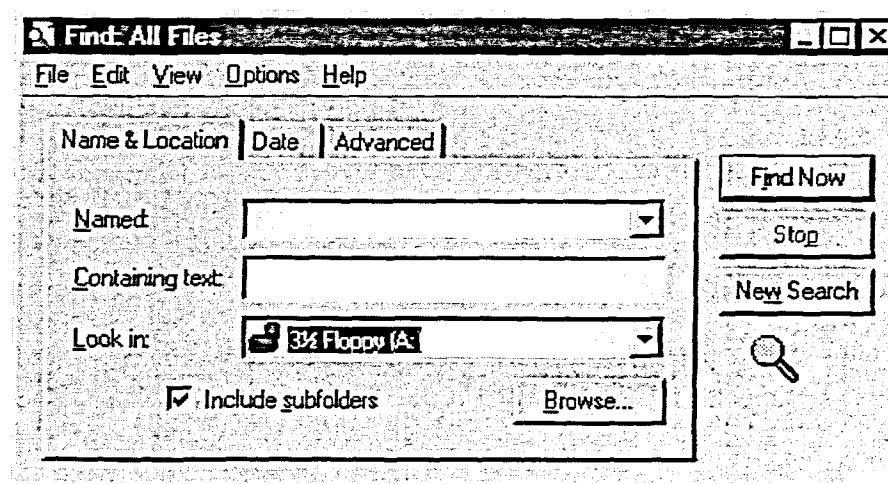 Find: All Files
File Edit View Options Help
Name & Location Date Advanced
Find Now
Named:
Stop
Containing text:
New Search
Look in: 3½ Floppy (A:
Include subfolders Browse...